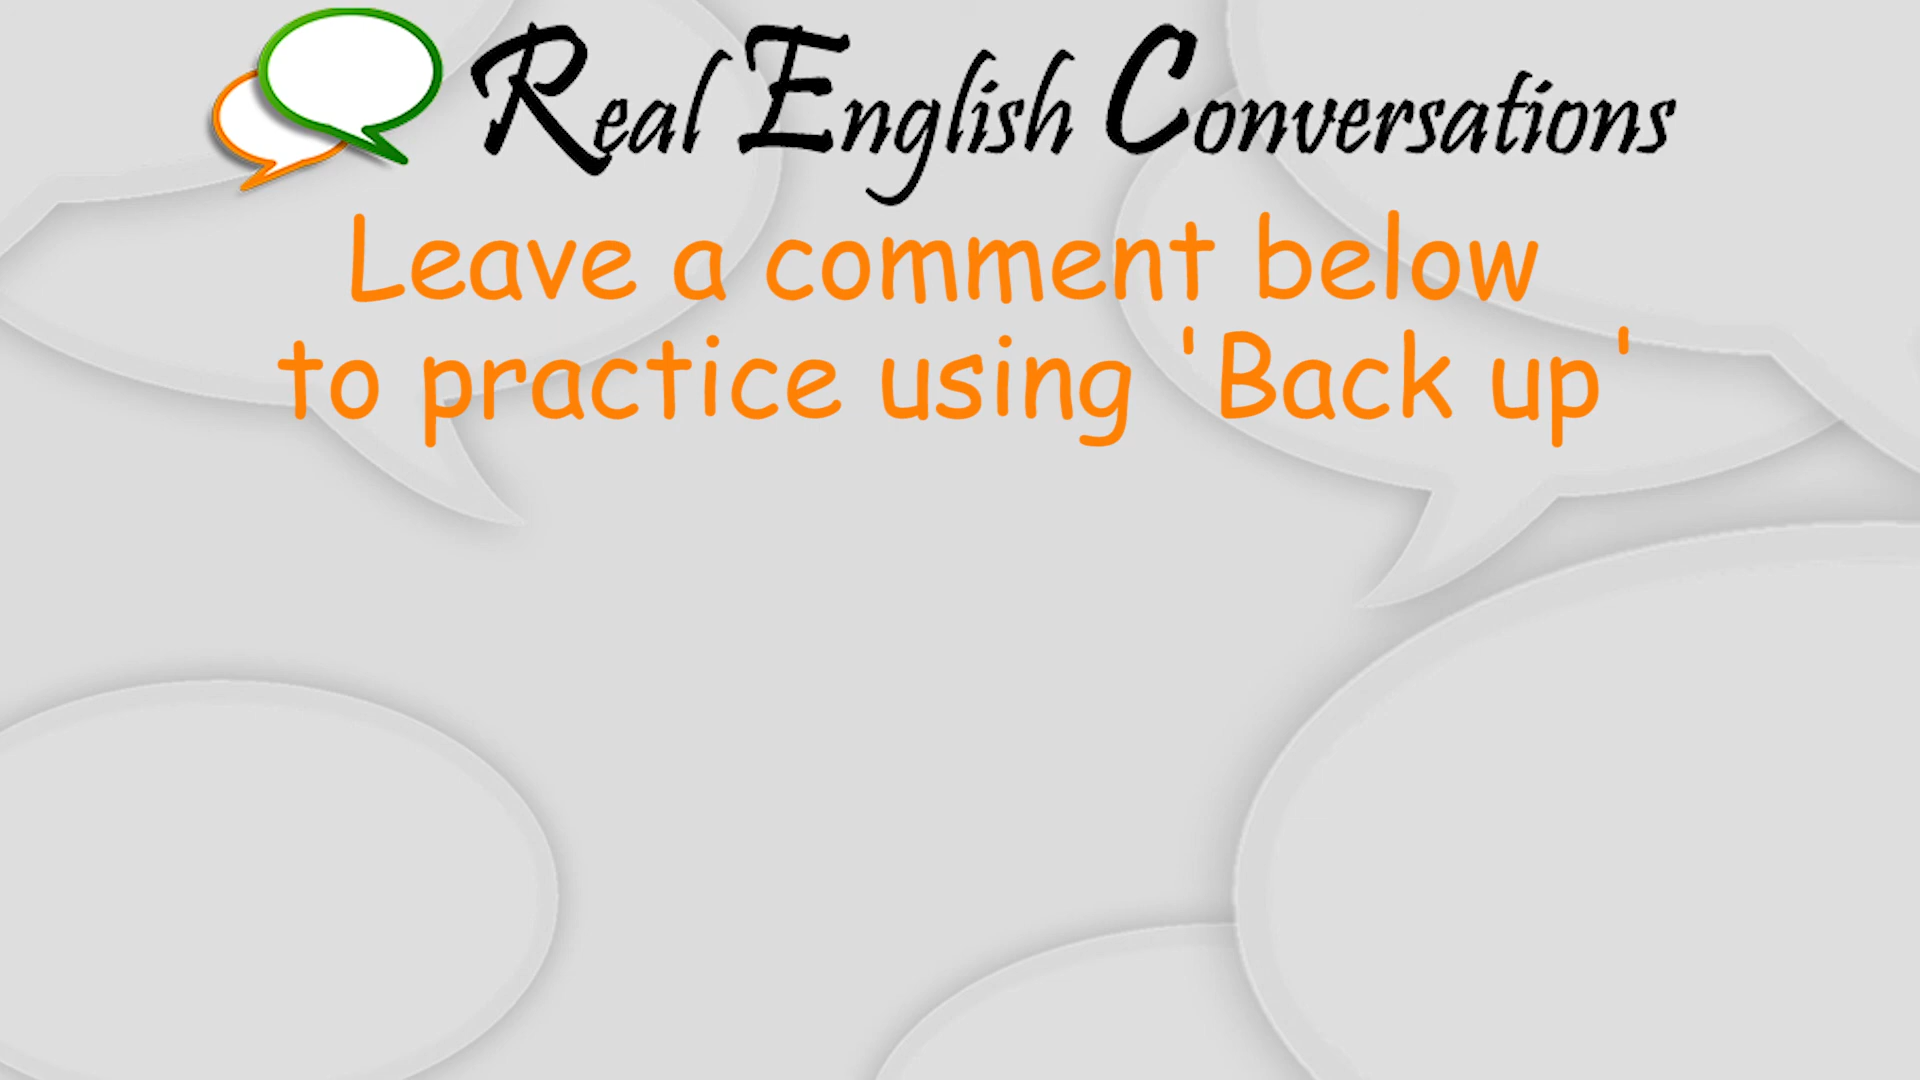 Real English Conversations
Leave a comment below
to practice using 'Back up'